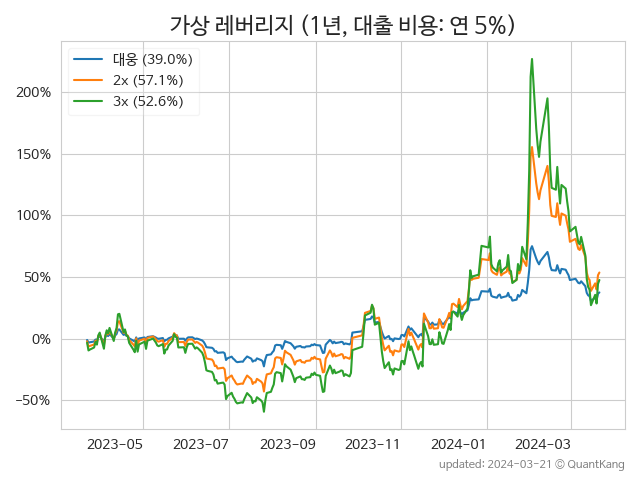 가상 레버리지 (1년, 대출 비용: 연 5%)
대웅 (39.0%)
2x (57.1%)
3x (52.6%)
200%
150%
100%
50%
0%
−50%
2023-05 2023-07 2023-09 2023-11 2024-01 2024-03
updated: 2024-03-21 © QuantKang